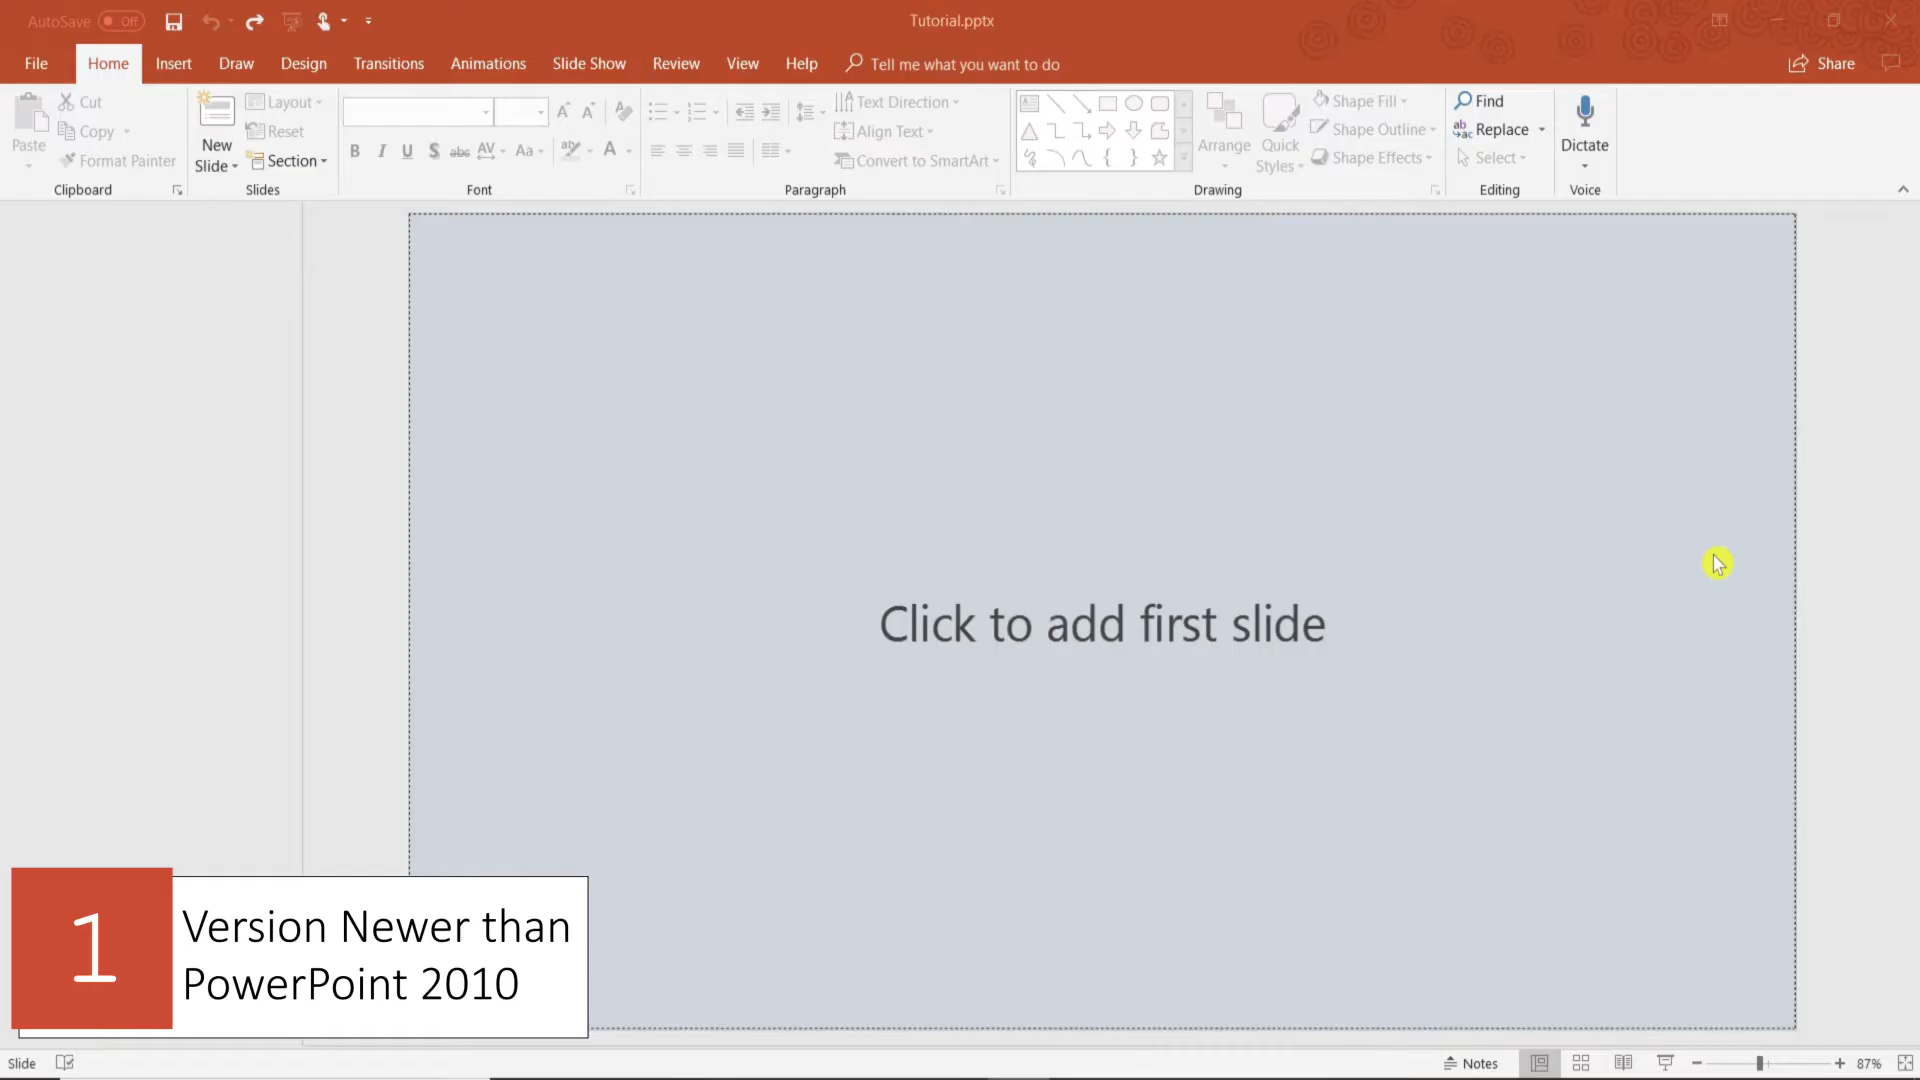 AutoSave Off
Tutorial.pptx
File Home Insert Draw Design Transitions Animations Slide Show Review View Help Tell me what you want to do Share
Paste
Cut
Copy
Format Painter
Clipboard
New
Slide
Layout
Reset
Section
Slides
B I U S abc AV Aa A
Font
Text Direction
Align Text
Convert to SmartArt
Paragraph
Arrange
Quick
Styles
Shape Fill
Shape Outline
Shape Effects
Drawing
Find
Replace
Select
Editing
Dictate
Voice
Click to add first slide
1
Version Newer than
PowerPoint 2010
Slide
Notes
87%